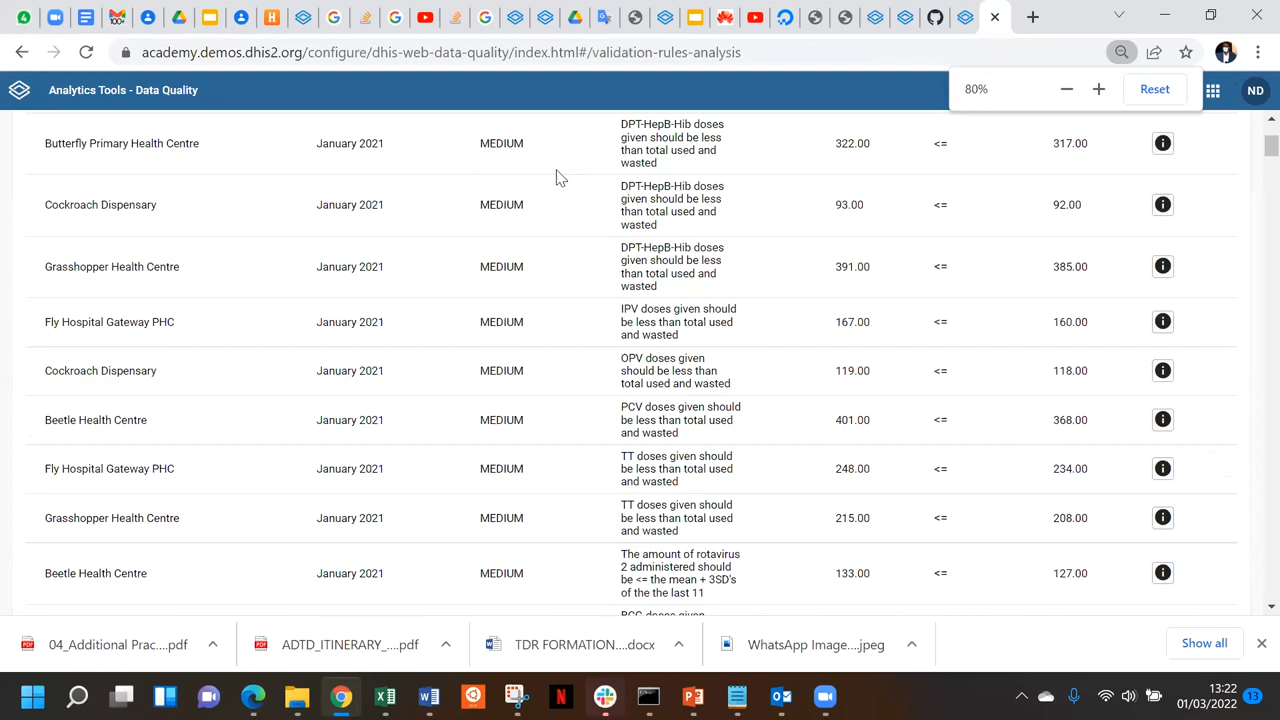 100+
academy.demos.dhis2.org/configure/dhis-web-data-quality/index.html#/validation-rules-analysis
80%
Reset
Analytics Tools - Data Quality
ND
Butterfly Primary Health Centre January 2021 MEDIUM DPT-HepB-Hib doses given should be less than total used and wasted 322.00 <= 317.00
Cockroach Dispensary January 2021 MEDIUM DPT-HepB-Hib doses given should be less than total used and wasted 93.00 <= 92.00
Grasshopper Health Centre January 2021 MEDIUM DPT-HepB-Hib doses given should be less than total used and wasted 391.00 <= 385.00
Fly Hospital Gateway PHC January 2021 MEDIUM IPV doses given should be less than total used and wasted 167.00 <= 160.00
Cockroach Dispensary January 2021 MEDIUM OPV doses given should be less than total used and wasted 119.00 <= 118.00
Beetle Health Centre January 2021 MEDIUM PCV doses given should be less than total used and wasted 401.00 <= 368.00
Fly Hospital Gateway PHC January 2021 MEDIUM TT doses given should be less than total used and wasted 248.00 <= 234.00
Grasshopper Health Centre January 2021 MEDIUM TT doses given should be less than total used and wasted 215.00 <= 208.00
Beetle Health Centre January 2021 MEDIUM The amount of rotavirus 2 administered should be <= the mean + 3SD's of the the last 11 133.00 <= 127.00
04_Additional Prac....pdf
ADTD_ITINERARY_....pdf
TDR FORMATION....docx
WhatsApp Image....jpeg
Show all
13:22
01/03/2022
13